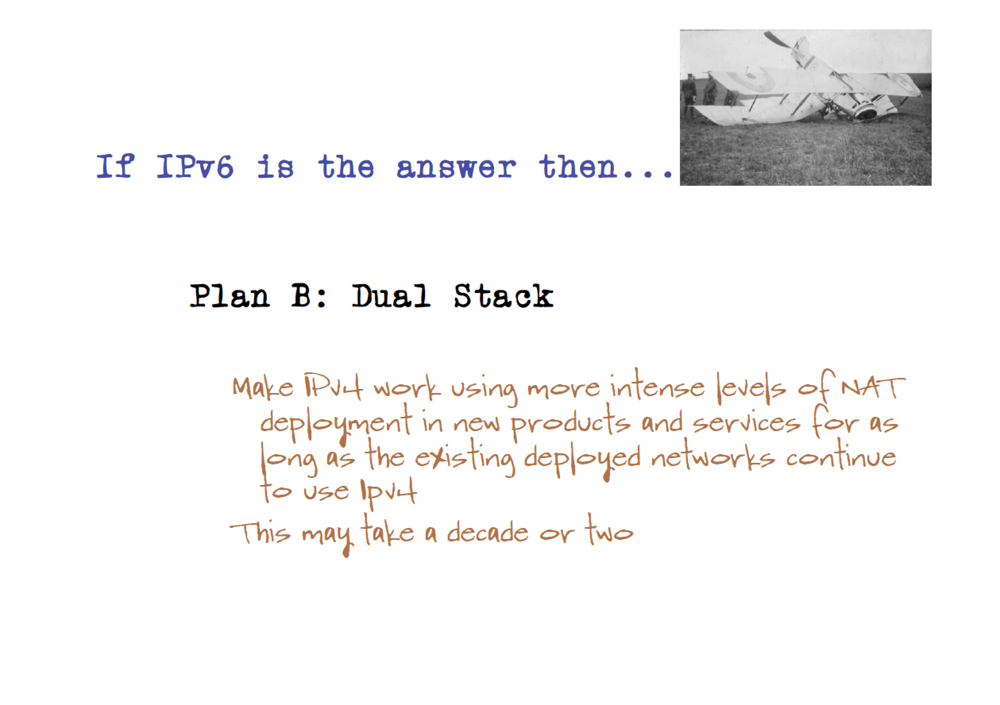 If IPv6 is the answer then...
Plan B: Dual Stack
Make IPv4 work using more intense levels of NAT
deployment in new products and services for as
long as the existing deployed networks continue
to use Ipv4
This may take a decade or two